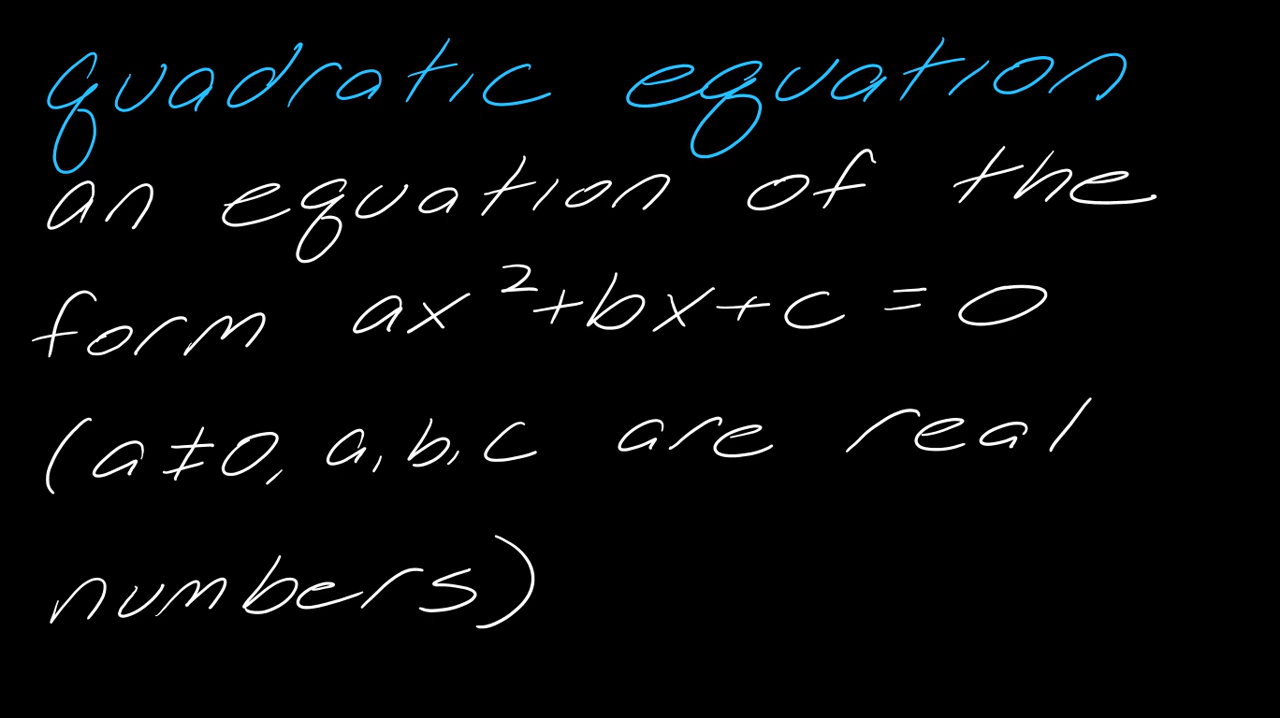 quadratic equation
an equation of the
form ax²+bx+c=0
(a≠0, a,b,c are real
numbers)